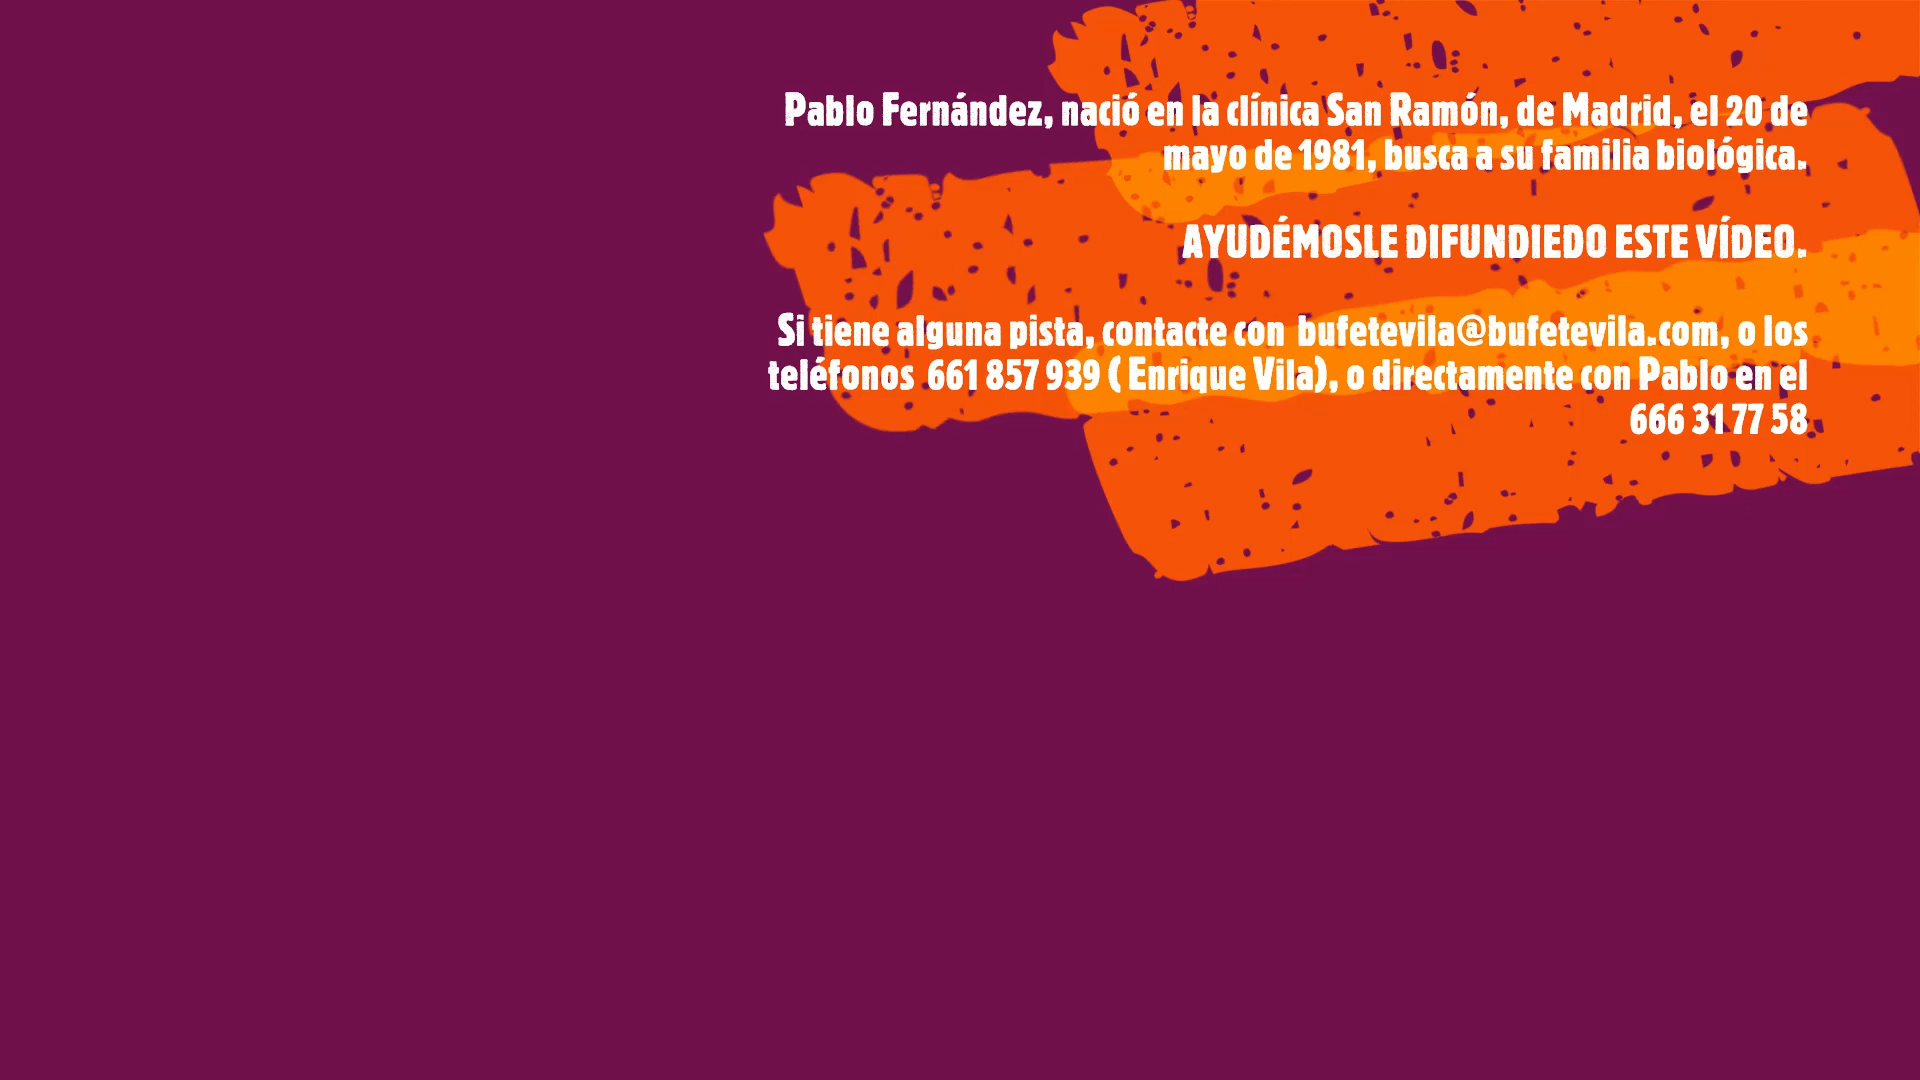 Pablo Fernández, nació en la clínica San Ramón, de Madrid, el 20 de
mayo de 1981, busca a su familia biológica.
AYUDÉMOSLE DIFUNDIEDO ESTE VÍDEO.
Si tiene alguna pista, contacte con bufetevila@bufetevila.com, o los
teléfonos 661 857 939 ( Enrique Vila), o directamente con Pablo en el
666 31 77 58